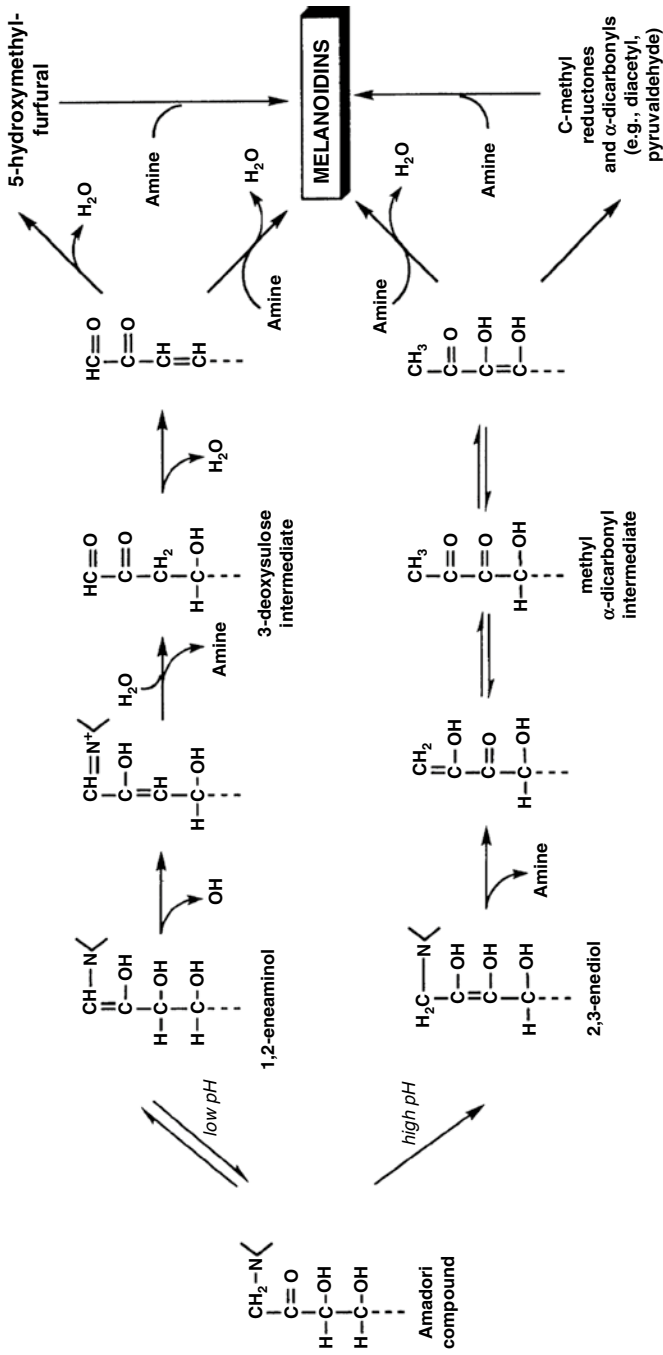 CH₂–N
C=O
H–C–OH
H–C–OH
Amadori
compound
low pH
high pH
CH–N
C–OH
H–C–OH
H–C–OH
1,2-eneaminol
OH
CH=N⁺
C–OH
CH
H–C–OH
H₂O
Amine
HC=O
C=O
CH₂
H–C–OH
3-deoxysulose
intermediate
H₂O
HC=O
C=O
CH
CH
H₂O
5-hydroxymethyl-
furfural
Amine
H₂O
Amine
MELANOIDINS
H₂C–N
C–OH
C–OH
H–C–OH
2,3-enediol
Amine
CH₂
C–OH
C=O
H–C–OH
CH₃
C=O
C=O
H–C–OH
methyl
α-dicarbonyl
intermediate
CH₃
C=O
C–OH
C–OH
Amine
H₂O
Amine
C-methyl
reductones
and α-dicarbonyls
(e.g., diacetyl,
pyruvaldehyde)